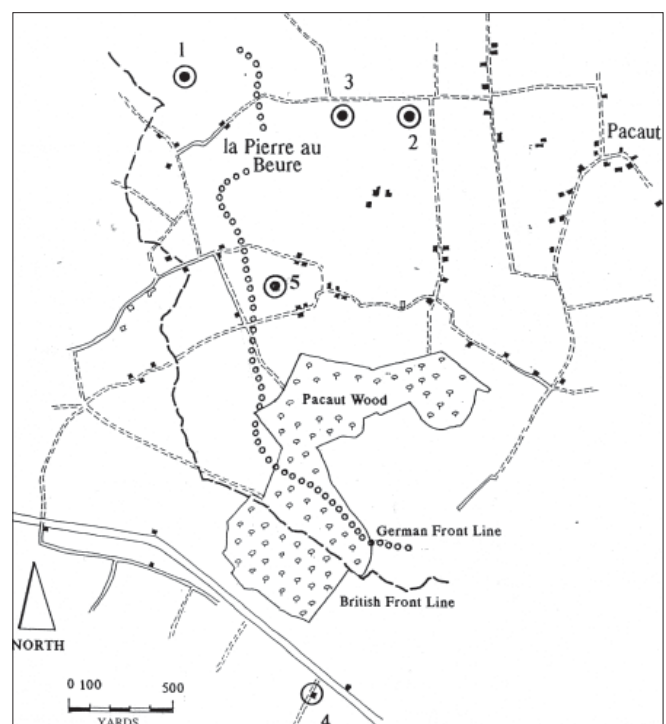 1
3
2
Pacaut
la Pierre au
Beure
5
Pacaut Wood
German Front Line
British Front Line
NORTH
0 100 500
YARDS
4